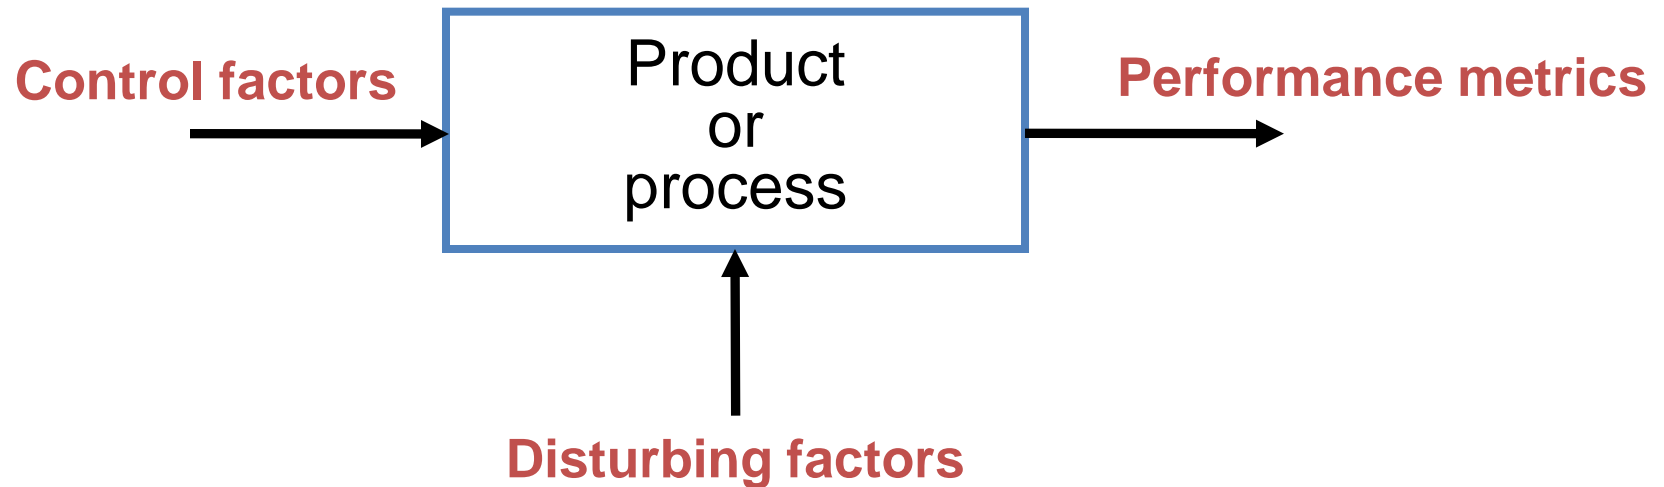 Control factors
Product
or
process
Performance metrics
Disturbing factors